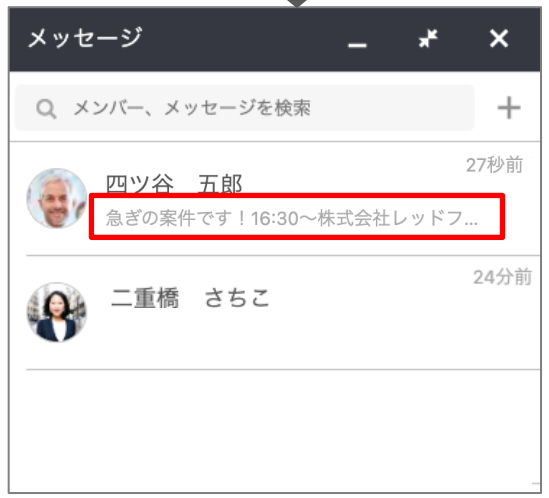 メッセージ
メンバー、メッセージを検索
27秒前
四ツ谷　五郎
急ぎの案件です！16:30～株式会社レッドフ...
24分前
二重橋　さちこ